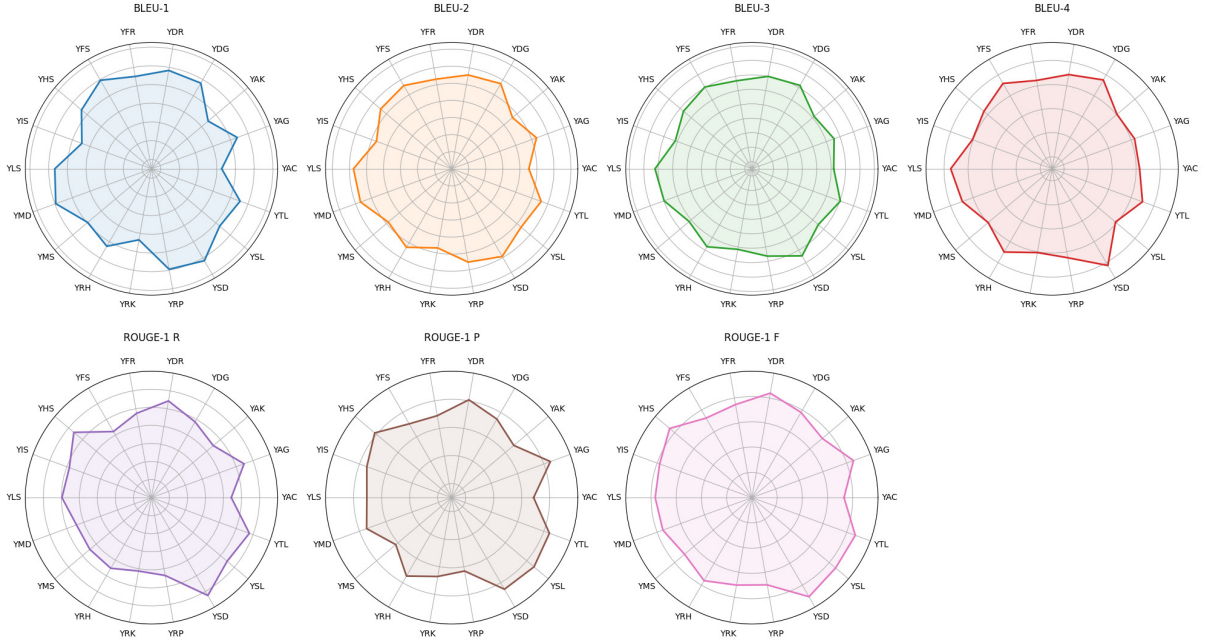 BLEU-1
YAC
YAG
YAK
YDG
YDR
YFR
YFS
YHS
YIS
YLS
YMD
YMS
YRH
YRK
YRP
YSD
YSL
YTL
BLEU-2
YAC
YAG
YAK
YDG
YDR
YFR
YFS
YHS
YIS
YLS
YMD
YMS
YRH
YRK
YRP
YSD
YSL
YTL
BLEU-3
YAC
YAG
YAK
YDG
YDR
YFR
YFS
YHS
YIS
YLS
YMD
YMS
YRH
YRK
YRP
YSD
YSL
YTL
BLEU-4
YAC
YAG
YAK
YDG
YDR
YFR
YFS
YHS
YIS
YLS
YMD
YMS
YRH
YRK
YRP
YSD
YSL
YTL
ROUGE-1 R
YAC
YAG
YAK
YDG
YDR
YFR
YFS
YHS
YIS
YLS
YMD
YMS
YRH
YRK
YRP
YSD
YSL
YTL
ROUGE-1 P
YAC
YAG
YAK
YDG
YDR
YFR
YFS
YHS
YIS
YLS
YMD
YMS
YRH
YRK
YRP
YSD
YSL
YTL
ROUGE-1 F
YAC
YAG
YAK
YDG
YDR
YFR
YFS
YHS
YIS
YLS
YMD
YMS
YRH
YRK
YRP
YSD
YSL
YTL